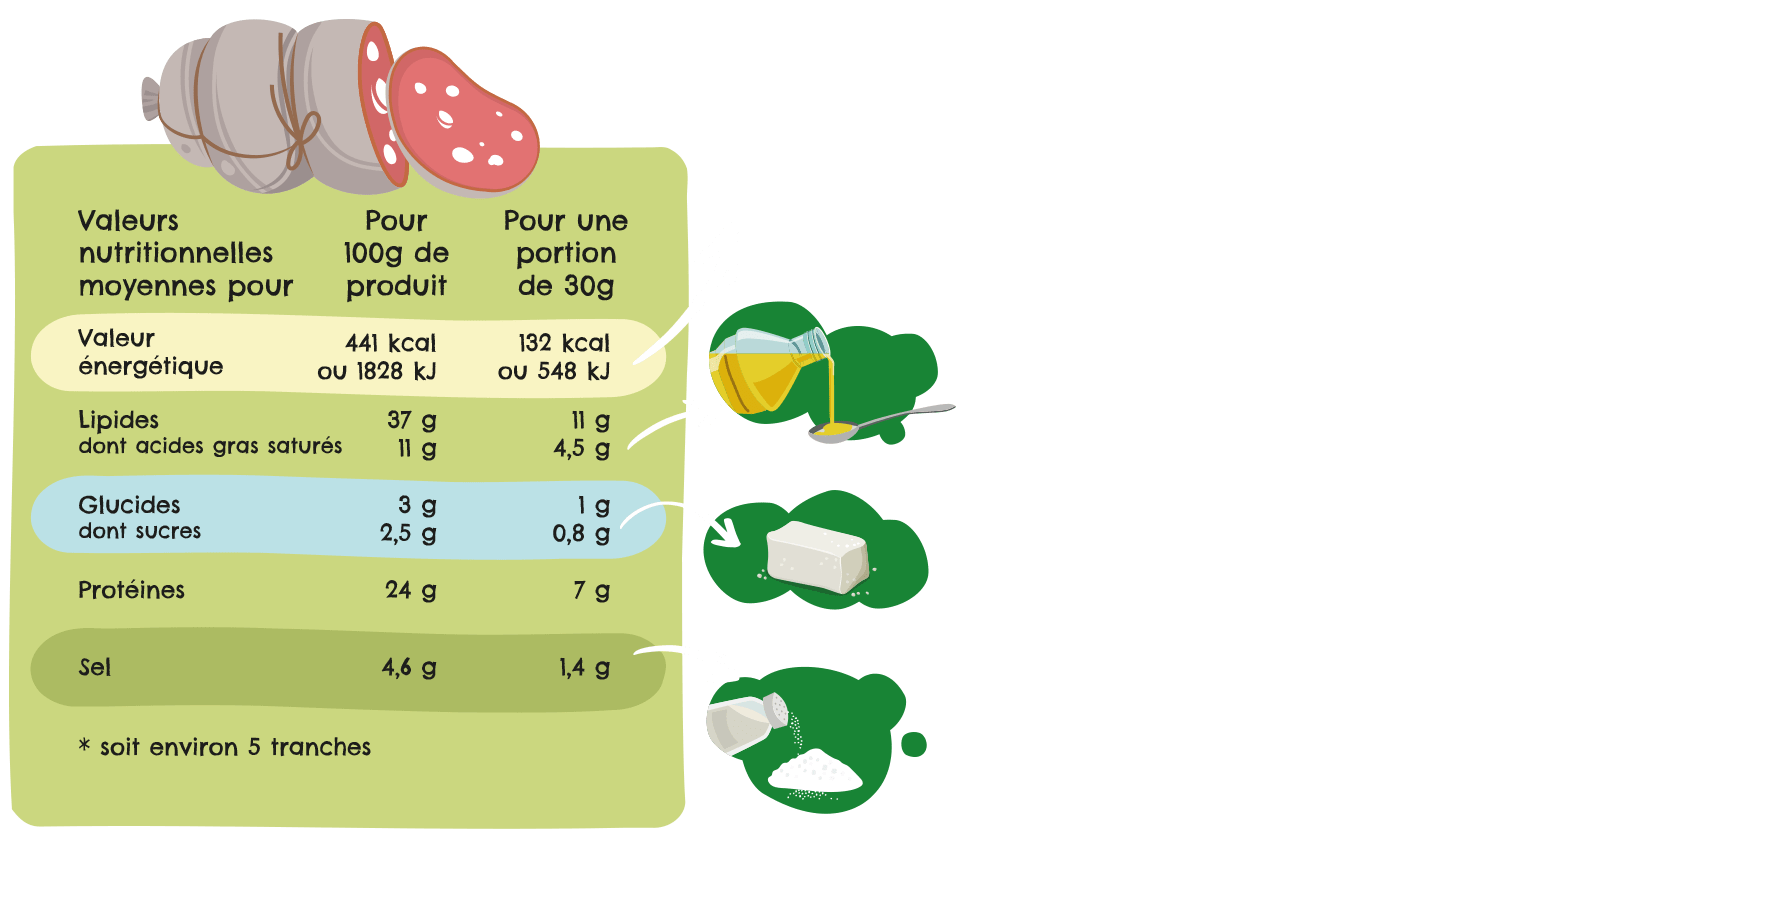 Valeurs nutritionnelles moyennes pour
Pour 100g de produit
Pour une portion de 30g
Valeur énergétique
441 kcal ou 1828 kJ
132 kcal ou 548 kJ
Lipides 37 g 11 g
dont acides gras saturés 11 g 4,5 g
Glucides 3 g 1 g
dont sucres 2,5 g 0,8 g
Protéines 24 g 7 g
Sel 4,6 g 1,4 g
* soit environ 5 tranches